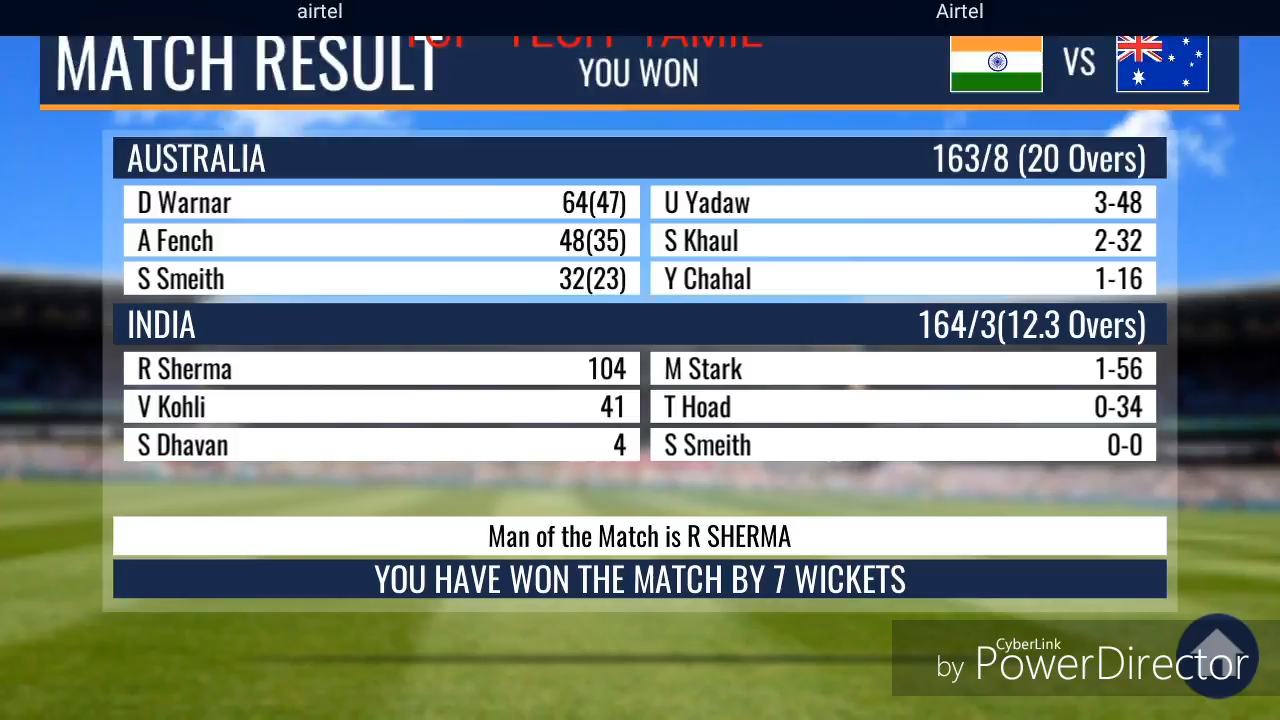 airtel Airtel
TOP TECH TAMIL
MATCH RESULT YOU WON VS
AUSTRALIA 163/8 (20 Overs)
D Warnar 64(47) U Yadaw 3-48
A Fench 48(35) S Khaul 2-32
S Smeith 32(23) Y Chahal 1-16
INDIA 164/3(12.3 Overs)
R Sherma 104 M Stark 1-56
V Kohli 41 T Hoad 0-34
S Dhavan 4 S Smeith 0-0
Man of the Match is R SHERMA
YOU HAVE WON THE MATCH BY 7 WICKETS
CyberLink
by PowerDirector